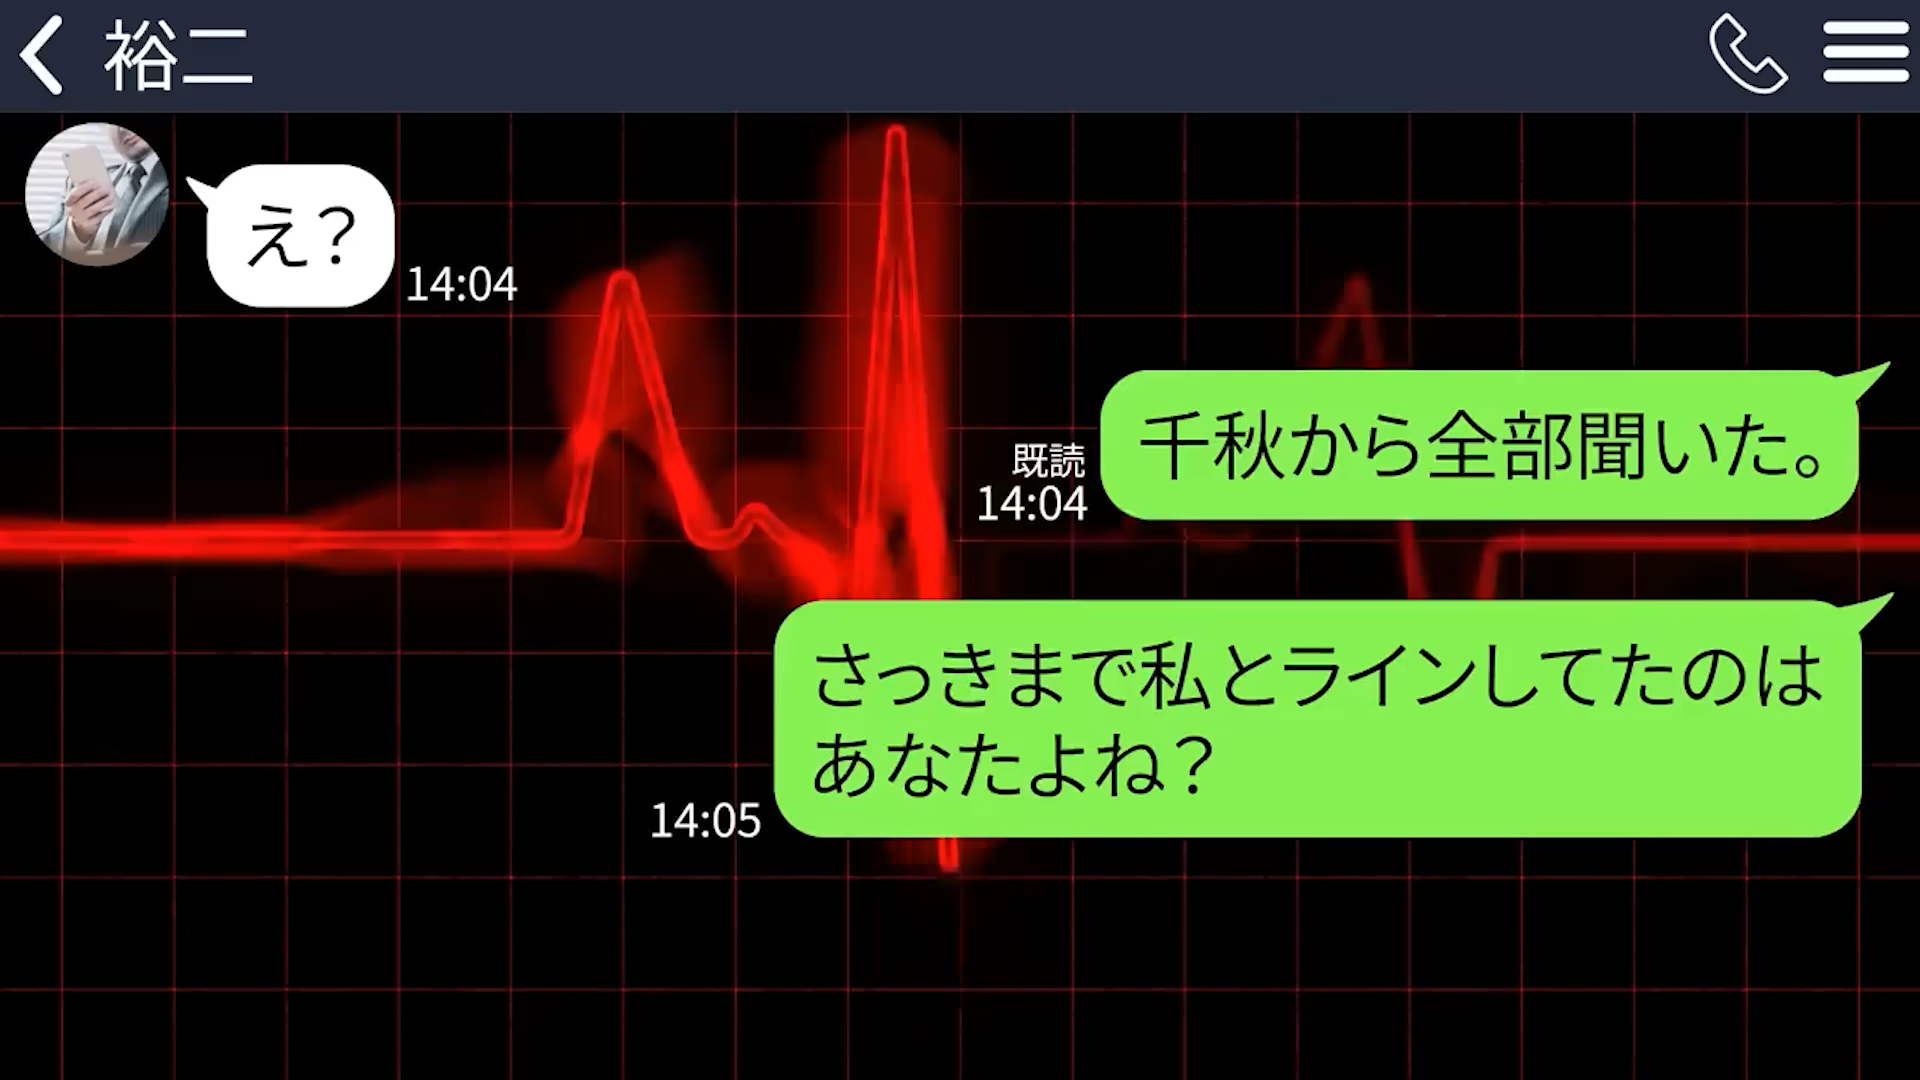 裕二
え?
14:04
千秋から全部聞いた。
既読
14:04
さっきまで私とラインしてたのは
あなたよね？
14:05